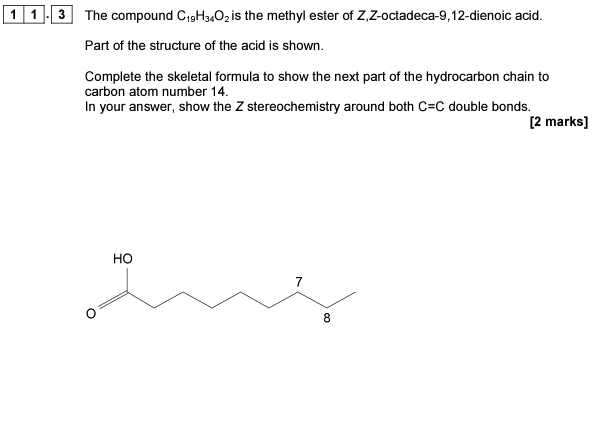 11.3 The compound C₁₉H₃₄O₂ is the methyl ester of Z,Z-octadeca-9,12-dienoic acid.
Part of the structure of the acid is shown.
Complete the skeletal formula to show the next part of the hydrocarbon chain to
carbon atom number 14.
In your answer, show the Z stereochemistry around both C=C double bonds.
[2 marks]
HO
7
O
8